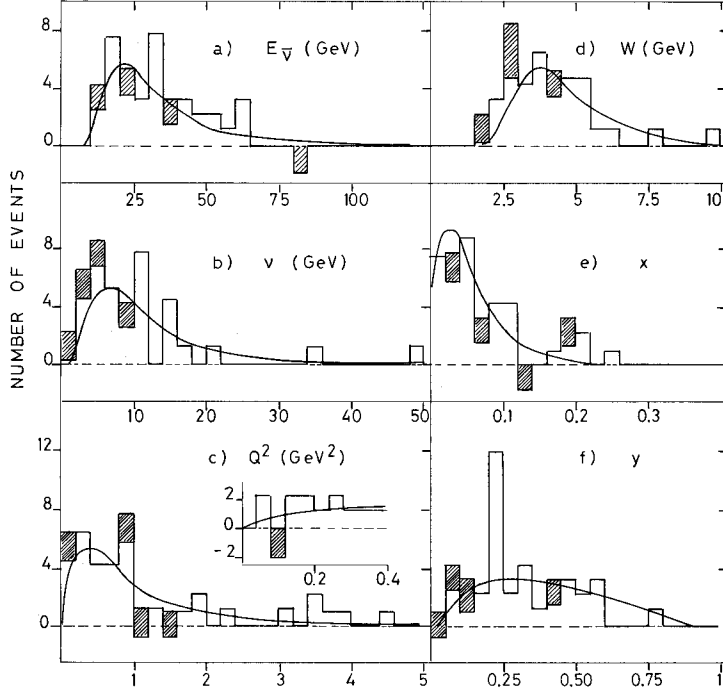 NUMBER OF EVENTS
8
4
0
a) E_ν̄ (GeV)
25 50 75 100
d) W (GeV)
2.5 5 7.5 10
8
4
0
b) ν (GeV)
10 20 30 40 50
e) x
0.1 0.2 0.3
12
8
4
0
c) Q² (GeV²)
2
0
-2
0.2 0.4
1 2 3 4 5
f) y
0.25 0.50 0.75 1